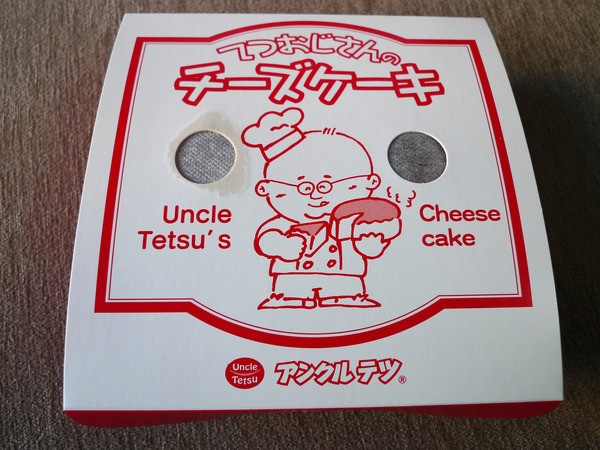 てつおじさんの
チーズケーキ
Uncle
Tetsu's
Cheese
cake
Uncle
Tetsu
アンクルテツ®